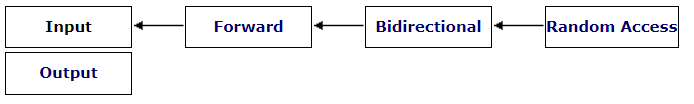 Input
Forward
Bidirectional
Random Access
Output